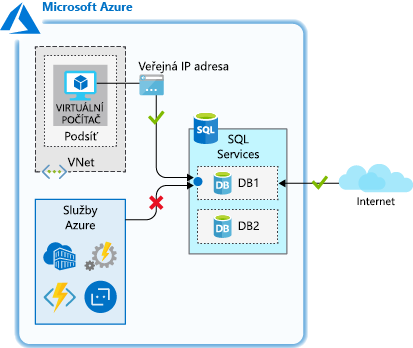 Microsoft Azure
Veřejná IP adresa
VIRTUÁLNÍ
POČÍTAČ
Podsíť
VNet
SQL
SQL
Services
DB
DB1
DB
DB2
Internet
Služby
Azure